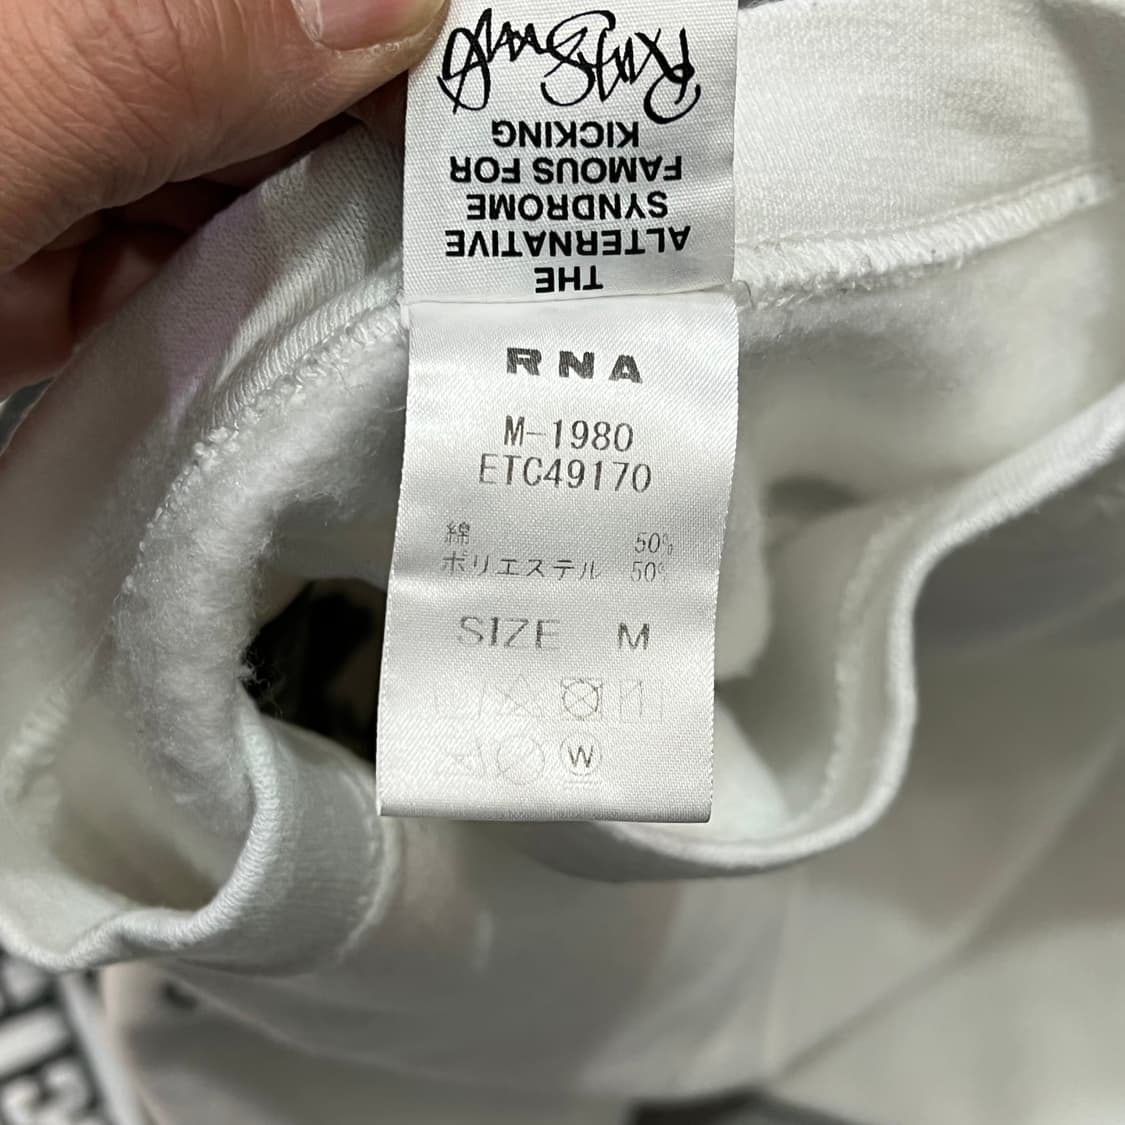 THE
ALTERNATIVE
SYNDROME
FAMOUS FOR
KICKING
RNA
M-1980
ETC49170
綿 50%
ポリエステル 50%
SIZE M
W